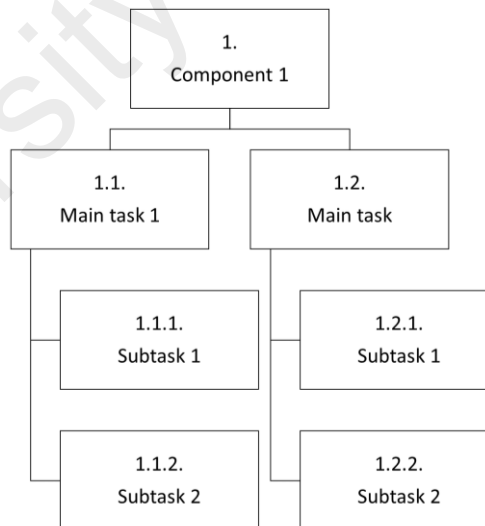 1.
Component 1
1.1.
Main task 1
1.2.
Main task
1.1.1.
Subtask 1
1.2.1.
Subtask 1
1.1.2.
Subtask 2
1.2.2.
Subtask 2